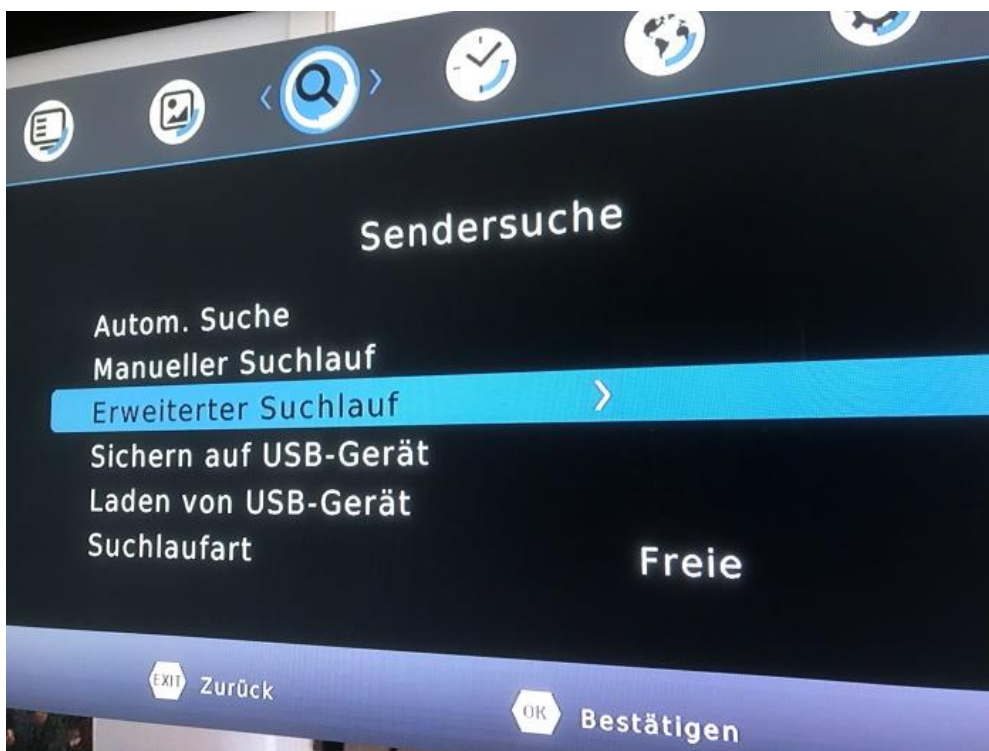 Sendersuche
Autom. Suche
Manueller Suchlauf
Erweiterter Suchlauf
Sichern auf USB-Gerät
Laden von USB-Gerät
Suchlaufart Freie
EXIT Zurück OK Bestätigen